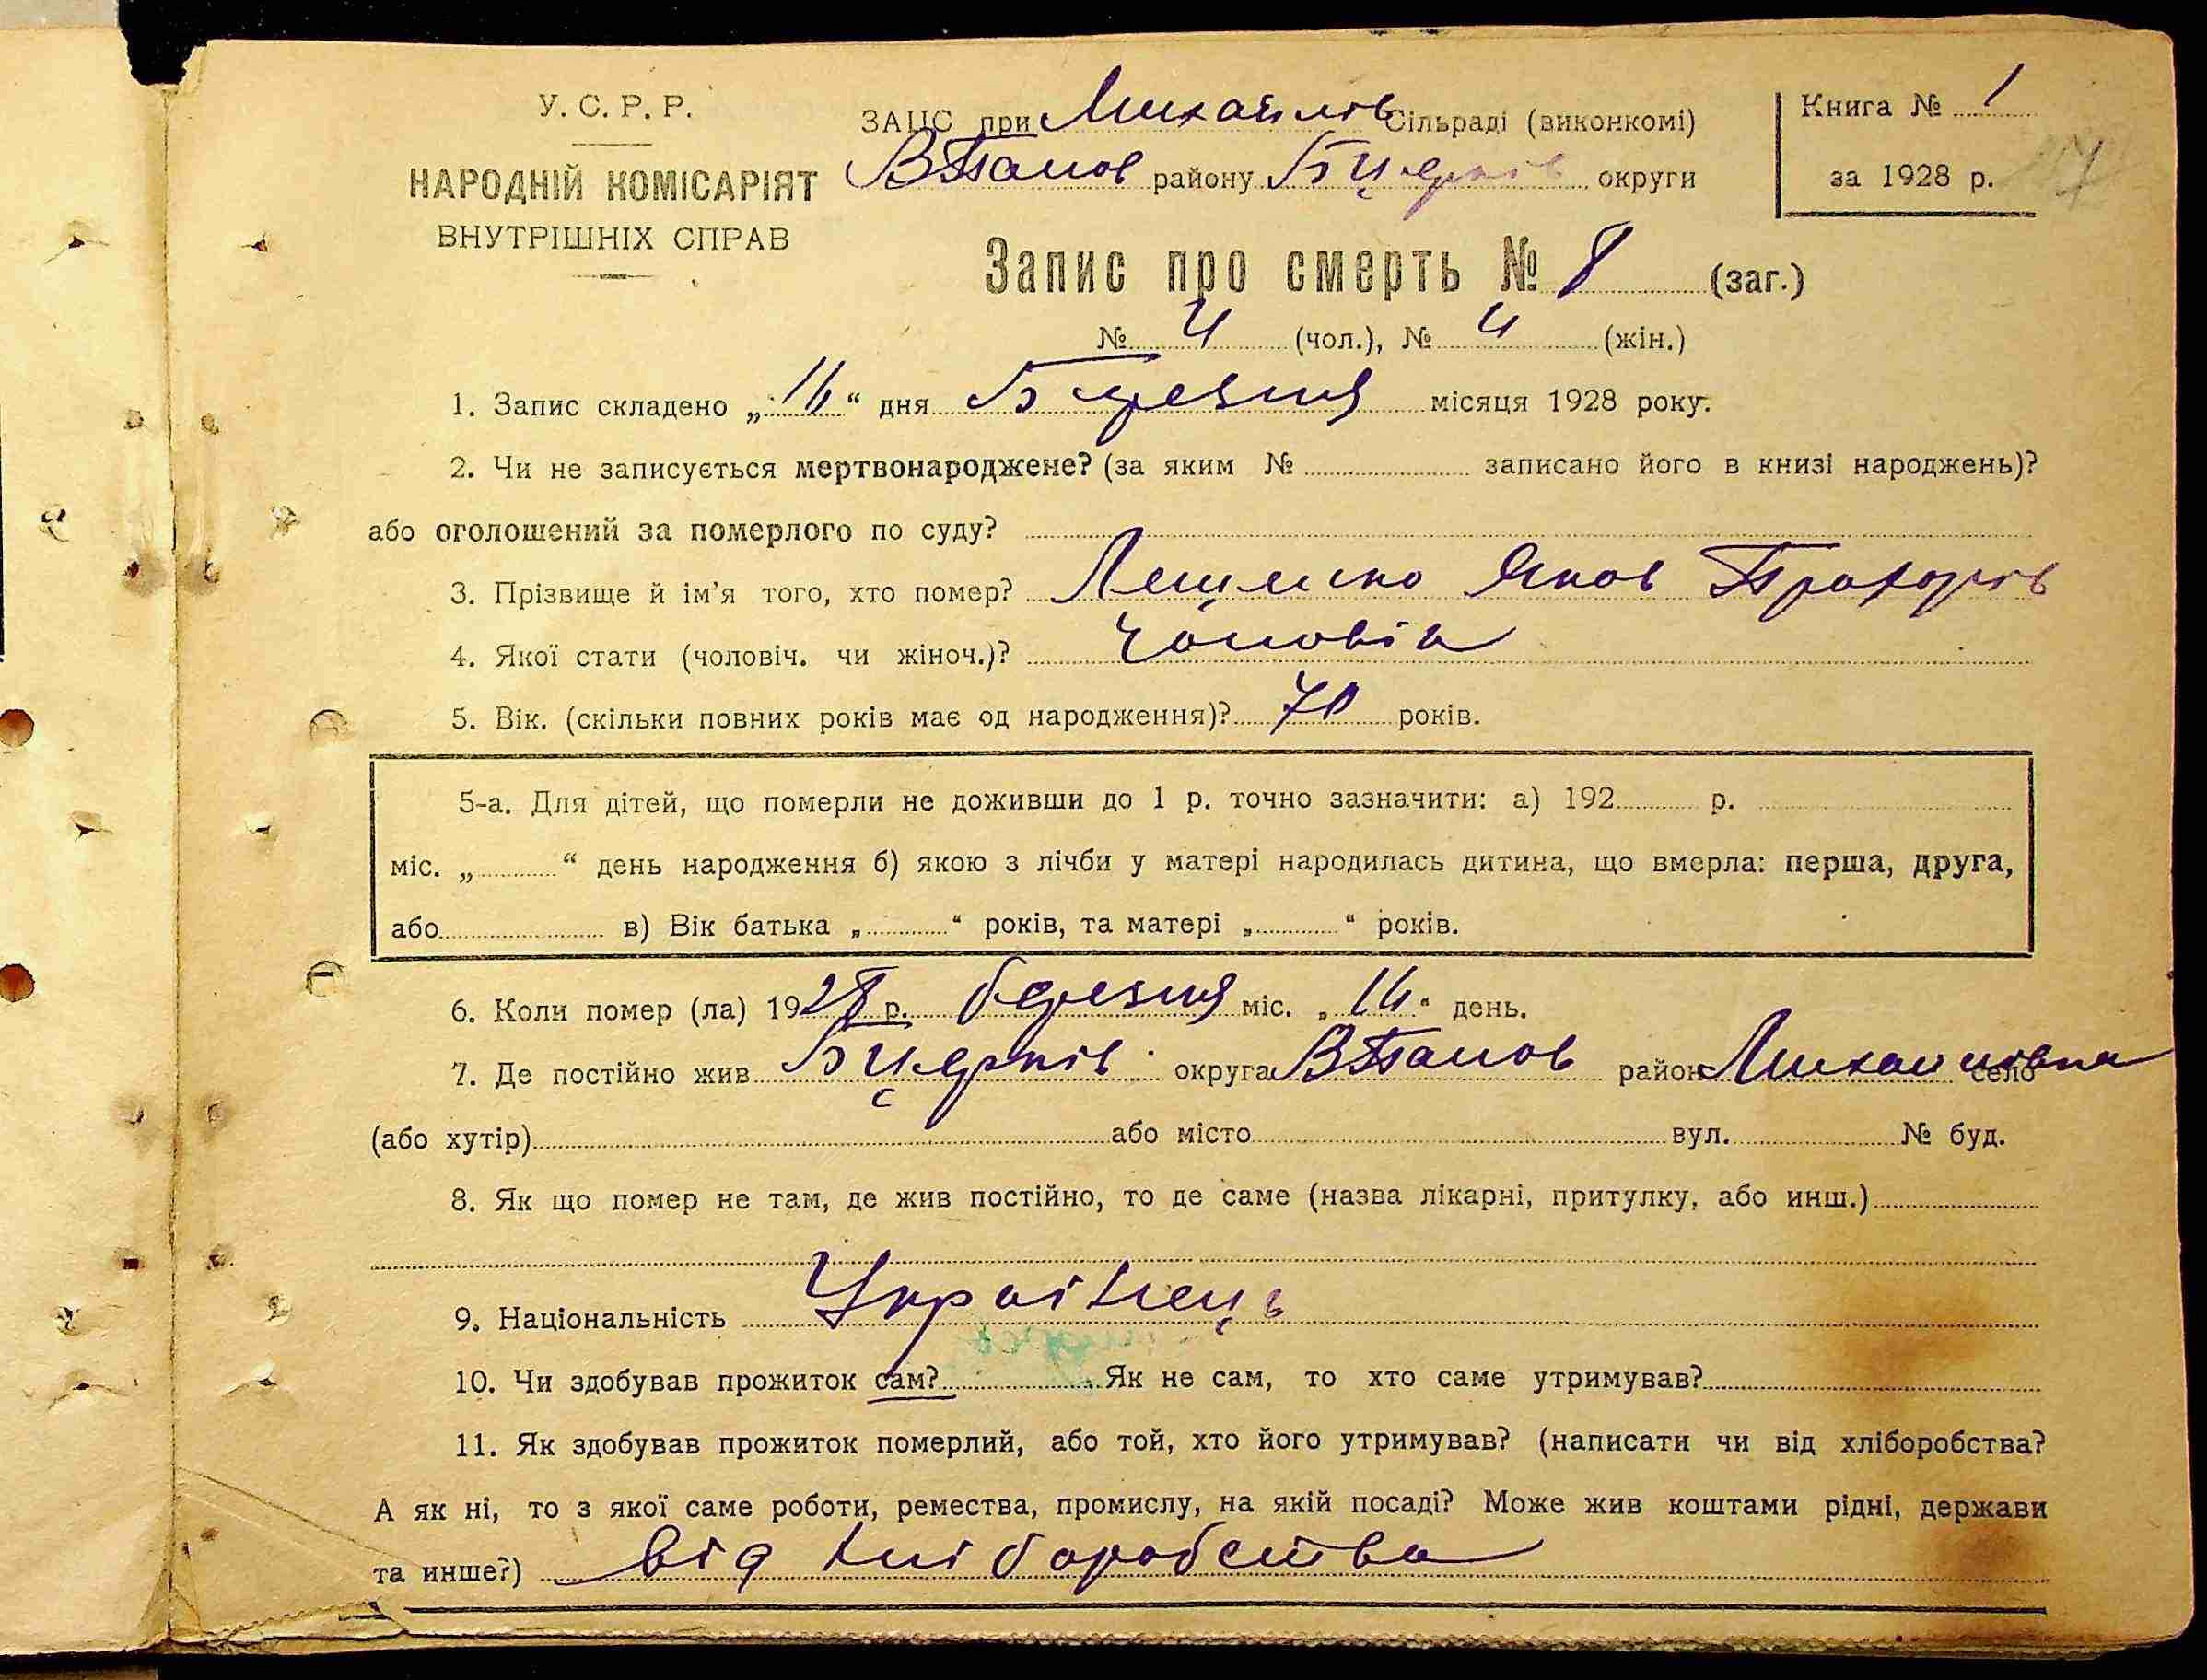 У. С. Р. Р.
НАРОДНІЙ КОМІСАРІЯТ
ВНУТРІШНІХ СПРАВ
ЗАЦС при Михайлів Сільраді (виконкомі)
району БЦерків округи
Книга № 1
за 1928 р.
17
Запис про смерть № 8 (заг.)
№ 4 (чол.), № 4 (жін.)
1. Запис складено „16“ дня Березня місяця 1928 року.
2. Чи не записується мертвонароджене? (за яким № записано його в книзі народжень)?
або оголошений за померлого по суду?
3. Прізвище й ім’я того, хто помер? Лещенко Яков Прохоров
4. Якої стати (чоловіч. чи жіноч.)? Чоловік
5. Вік. (скільки повних років має од народження)? 70 років.
5-а. Для дітей, що померли не доживши до 1 р. точно зазначити: а) 192 р.
міс. „ “ день народження б) якою з лічби у матері народилась дитина, що вмерла: перша, друга,
або в) Вік батька „ “ років, та матері „ “ років.
6. Коли помер (ла) 1928 р. березня міс. „16“ день.
7. Де постійно жив БЦерків округа район Михайлівка село
(або хутір) або місто вул. № буд.
8. Як що помер не там, де жив постійно, то де саме (назва лікарні, притулку, або инш.)
9. Національність Українець
10. Чи здобував прожиток сам? Як не сам, то хто саме утримував?
11. Як здобував прожиток померлий, або той, хто його утримував? (написати чи від хліборобства?
А як ні, то з якої саме роботи, ремества, промислу, на якій посаді? Може жив коштами рідні, держави
та инше?) від хліборобства